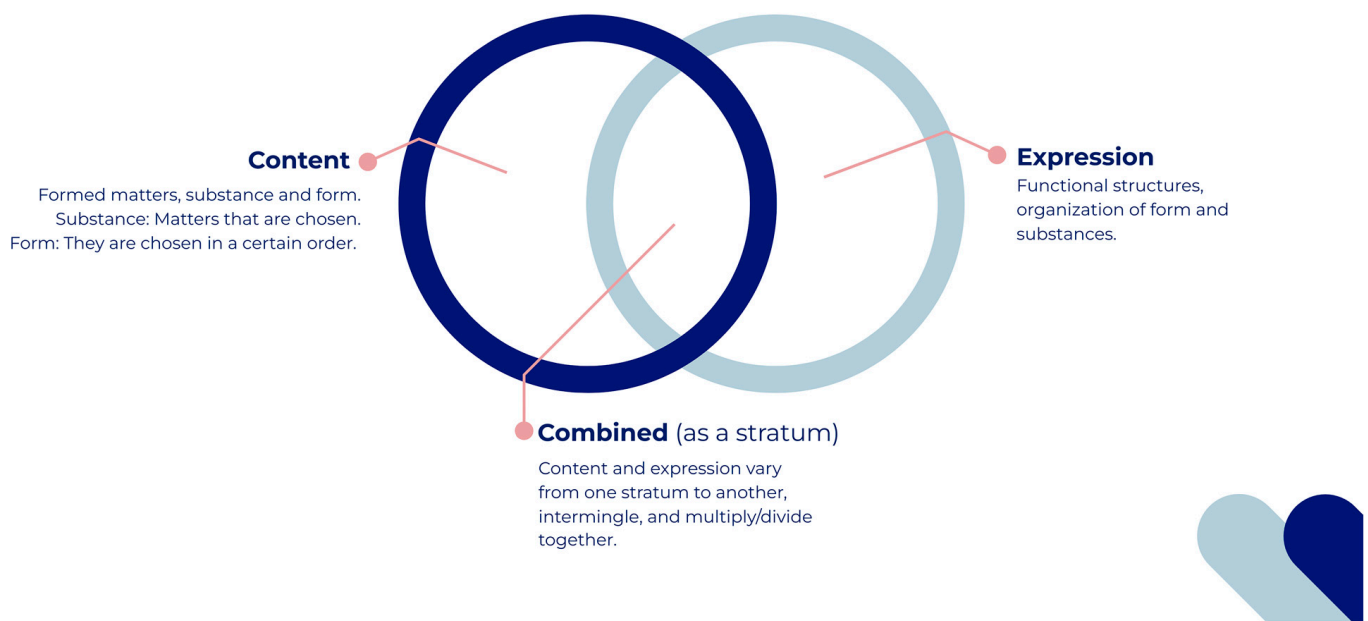 Content
Formed matters, substance and form.
Substance: Matters that are chosen.
Form: They are chosen in a certain order.
Expression
Functional structures,
organization of form and
substances.
Combined (as a stratum)
Content and expression vary
from one stratum to another,
intermingle, and multiply/divide
together.